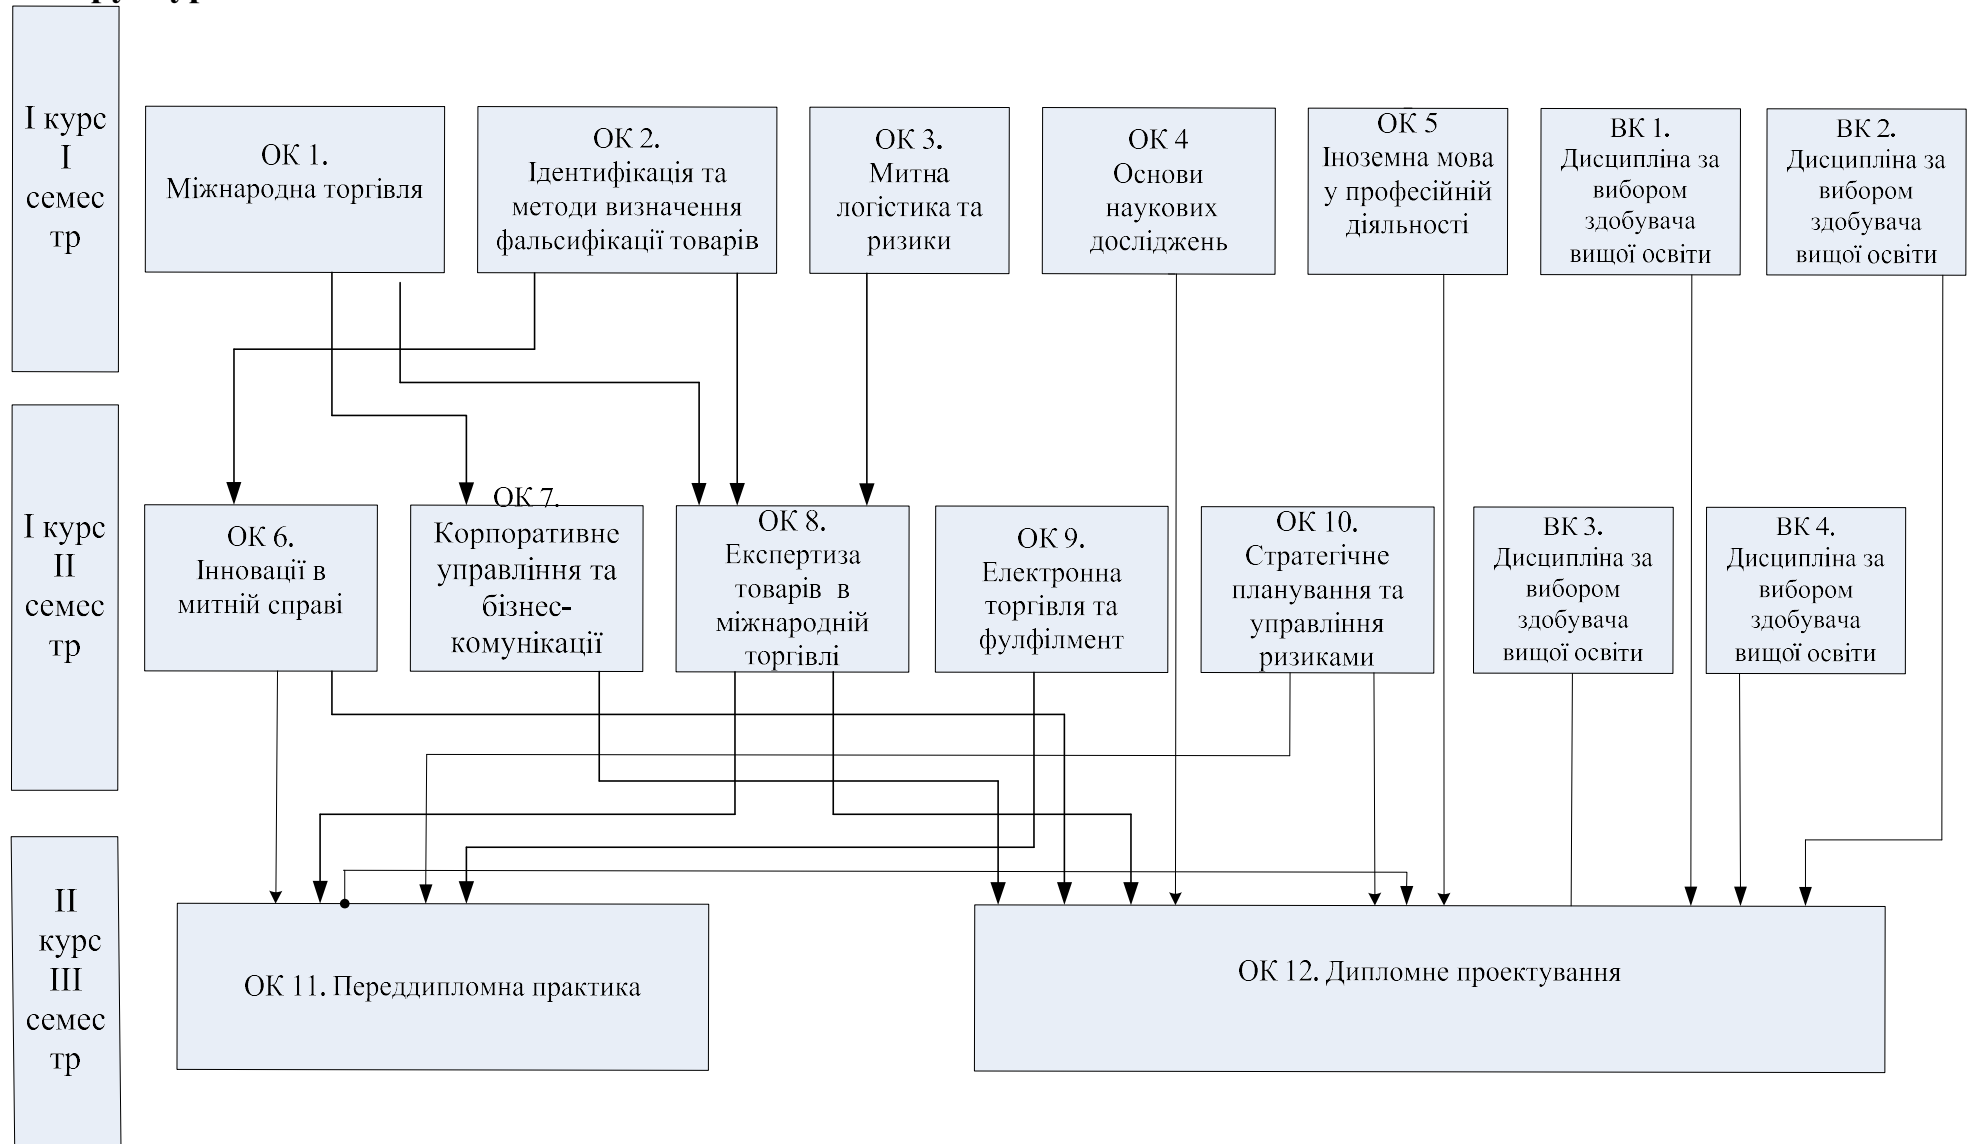 І курс
І
семес
тр
ОК 1.
Міжнародна торгівля
ОК 2.
Ідентифікація та
методи визначення
фальсифікації товарів
ОК 3.
Митна
логістика та
ризики
ОК 4
Основи
наукових
досліджень
ОК 5
Іноземна мова
у професійній
діяльності
ВК 1.
Дисципліна за
вибором
здобувача
вищої освіти
ВК 2.
Дисципліна за
вибором
здобувача
вищої освіти
І курс
ІІ
семес
тр
ОК 6.
Інновації в
митній справі
ОК 7.
Корпоративне
управління та
бізнес-
комунікації
ОК 8.
Експертиза
товарів в
міжнародній
торгівлі
ОК 9.
Електронна
торгівля та
фулфілмент
ОК 10.
Стратегічне
планування та
управління
ризиками
ВК 3.
Дисципліна за
вибором
здобувача
вищої освіти
ВК 4.
Дисципліна за
вибором
здобувача
вищої освіти
ІІ
курс
ІІІ
семес
тр
ОК 11. Переддипломна практика
ОК 12. Дипломне проектування